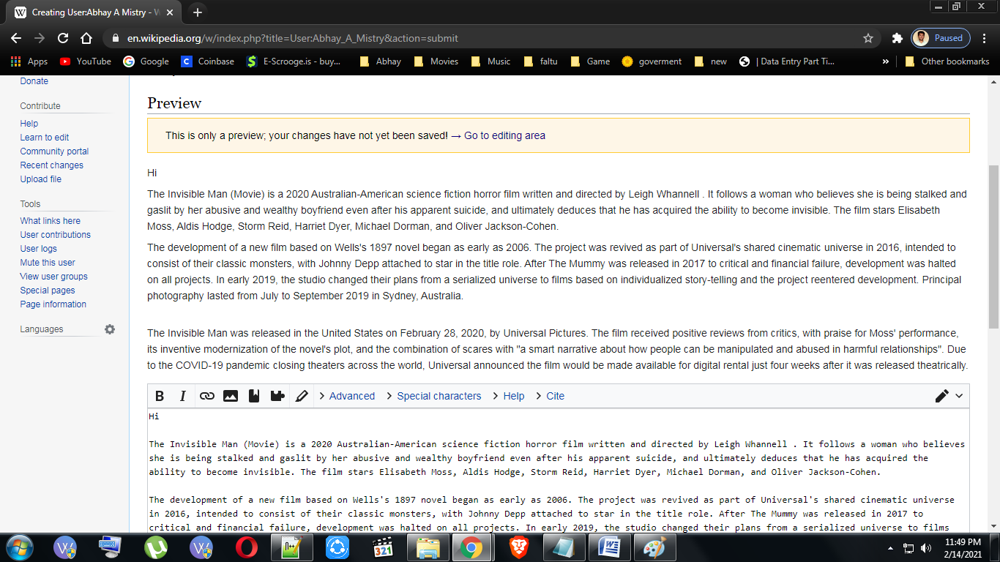 Creating User:Abhay A Mistry - W
en.wikipedia.org/w/index.php?title=User:Abhay_A_Mistry&action=submit
Paused
Apps YouTube Google Coinbase E-Scrooge.is - buy... Abhay Movies Music faltu Game goverment new | Data Entry Part Ti... » Other bookmarks
Donate
Contribute
Help
Learn to edit
Community portal
Recent changes
Upload file
Tools
What links here
User contributions
User logs
Mute this user
View user groups
Special pages
Page information
Languages
Preview
This is only a preview; your changes have not yet been saved! → Go to editing area
Hi
The Invisible Man (Movie) is a 2020 Australian-American science fiction horror film written and directed by Leigh Whannell . It follows a woman who believes she is being stalked and
gaslit by her abusive and wealthy boyfriend even after his apparent suicide, and ultimately deduces that he has acquired the ability to become invisible. The film stars Elisabeth
Moss, Aldis Hodge, Storm Reid, Harriet Dyer, Michael Dorman, and Oliver Jackson-Cohen.
The development of a new film based on Wells's 1897 novel began as early as 2006. The project was revived as part of Universal's shared cinematic universe in 2016, intended to
consist of their classic monsters, with Johnny Depp attached to star in the title role. After The Mummy was released in 2017 to critical and financial failure, development was halted
on all projects. In early 2019, the studio changed their plans from a serialized universe to films based on individualized story-telling and the project reentered development. Principal
photography lasted from July to September 2019 in Sydney, Australia.
The Invisible Man was released in the United States on February 28, 2020, by Universal Pictures. The film received positive reviews from critics, with praise for Moss' performance,
its inventive modernization of the novel's plot, and the combination of scares with "a smart narrative about how people can be manipulated and abused in harmful relationships". Due
to the COVID-19 pandemic closing theaters across the world, Universal announced the film would be made available for digital rental just four weeks after it was released theatrically.
B I Advanced Special characters Help Cite
Hi
The Invisible Man (Movie) is a 2020 Australian-American science fiction horror film written and directed by Leigh Whannell . It follows a woman who believes
she is being stalked and gaslit by her abusive and wealthy boyfriend even after his apparent suicide, and ultimately deduces that he has acquired the
ability to become invisible. The film stars Elisabeth Moss, Aldis Hodge, Storm Reid, Harriet Dyer, Michael Dorman, and Oliver Jackson-Cohen.
The development of a new film based on Wells's 1897 novel began as early as 2006. The project was revived as part of Universal's shared cinematic universe
in 2016, intended to consist of their classic monsters, with Johnny Depp attached to star in the title role. After The Mummy was released in 2017 to
critical and financial failure, development was halted on all projects. In early 2019, the studio changed their plans from a serialized universe to films
321
11:49 PM
2/14/2021